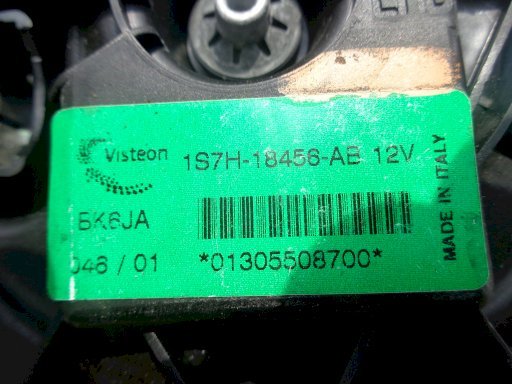 Visteon
1S7H-18456-AB 12V
BK6JA
046 / 01
*01305508700*
MADE IN ITALY